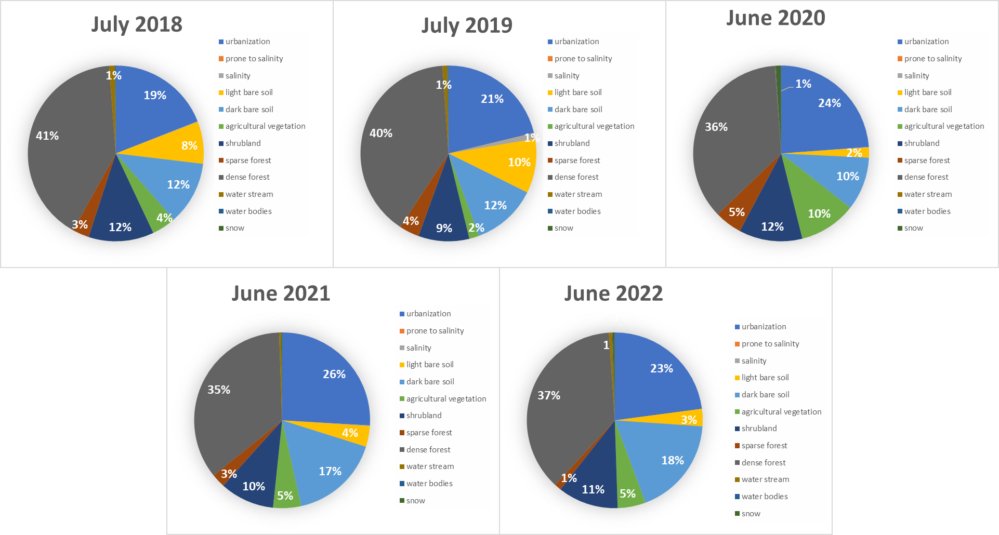 July 2018
urbanization
prone to salinity
salinity
light bare soil
dark bare soil
agricultural vegetation
shrubland
sparse forest
dense forest
water stream
water bodies
snow
1%
19%
41%
8%
12%
4%
3%
12%
July 2019
urbanization
prone to salinity
salinity
light bare soil
dark bare soil
agricultural vegetation
shrubland
sparse forest
dense forest
water stream
water bodies
snow
1%
21%
40%
1%
10%
12%
4%
2%
9%
June 2020
urbanization
prone to salinity
salinity
light bare soil
dark bare soil
agricultural vegetation
shrubland
sparse forest
dense forest
water stream
water bodies
snow
1%
24%
36%
2%
10%
5%
10%
12%
June 2021
urbanization
prone to salinity
salinity
light bare soil
dark bare soil
agricultural vegetation
shrubland
sparse forest
dense forest
water stream
water bodies
snow
26%
35%
4%
17%
3%
10%
5%
June 2022
urbanization
prone to salinity
salinity
light bare soil
dark bare soil
agricultural vegetation
shrubland
sparse forest
dense forest
water stream
water bodies
snow
1
23%
37%
3%
18%
1%
11%
5%